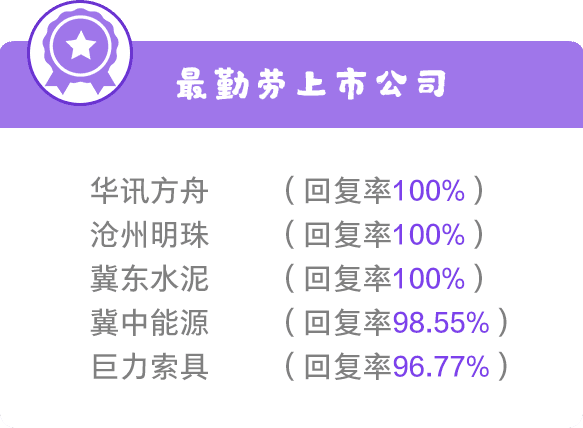 最勤劳上市公司
华讯方舟 （回复率100%）
沧州明珠 （回复率100%）
冀东水泥 （回复率100%）
冀中能源 （回复率98.55%）
巨力索具 （回复率96.77%）